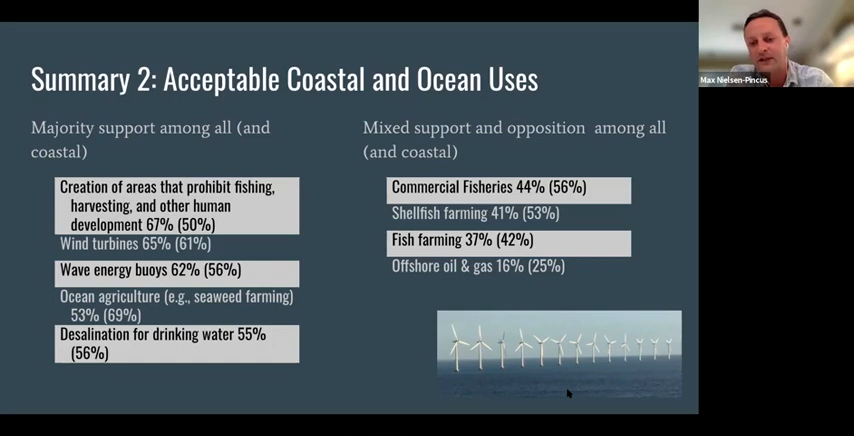 Summary 2: Acceptable Coastal and Ocean Uses
Majority support among all (and
coastal)
Creation of areas that prohibit fishing,
harvesting, and other human
development 67% (50%)
Wind turbines 65% (61%)
Wave energy buoys 62% (56%)
Ocean agriculture (e.g., seaweed farming)
53% (69%)
Desalination for drinking water 55%
(56%)
Mixed support and opposition among all
(and coastal)
Commercial Fisheries 44% (56%)
Shellfish farming 41% (53%)
Fish farming 37% (42%)
Offshore oil & gas 16% (25%)
Max Nielsen-Pincus